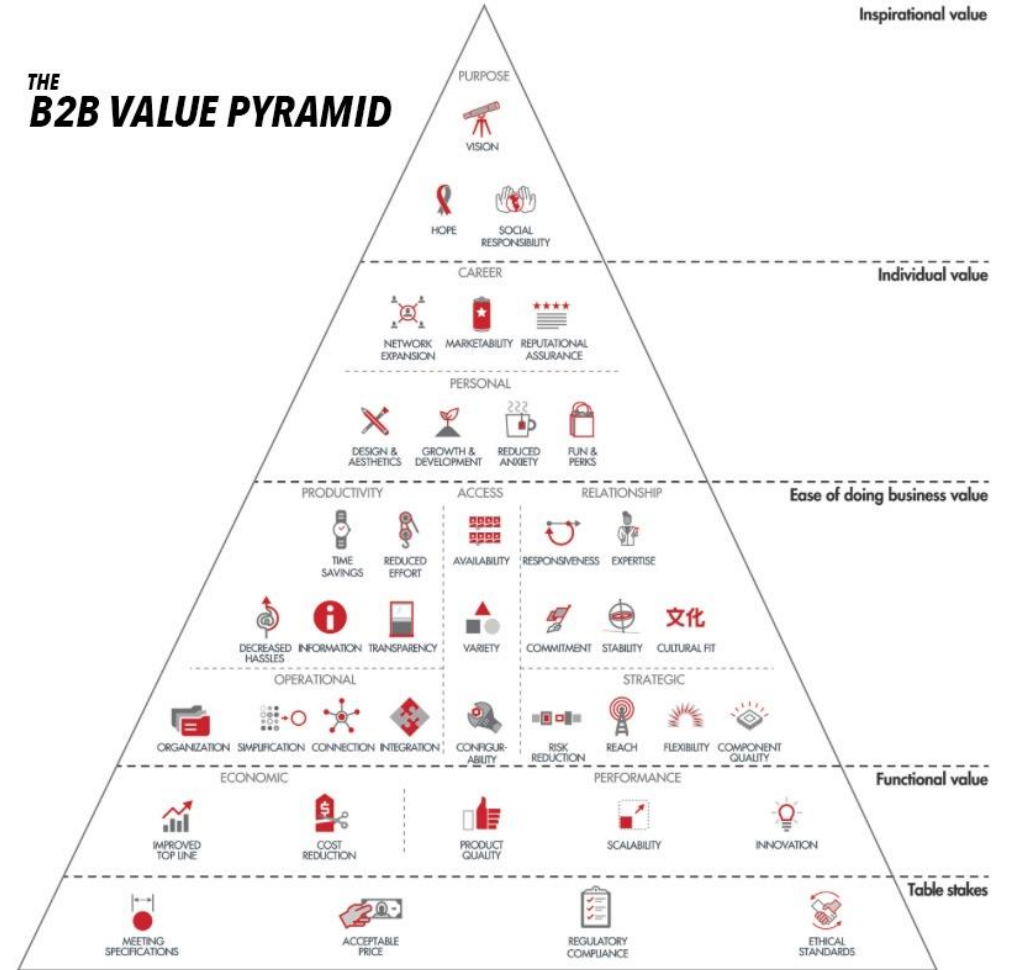 Inspirational value
THE
B2B VALUE PYRAMID
PURPOSE
VISION
HOPE
SOCIAL
RESPONSIBILITY
Individual value
CAREER
NETWORK
EXPANSION
MARKETABILITY
REPUTATIONAL
ASSURANCE
PERSONAL
DESIGN &
AESTHETICS
GROWTH &
DEVELOPMENT
REDUCED
ANXIETY
FUN &
PERKS
Ease of doing business value
PRODUCTIVITY
TIME
SAVINGS
REDUCED
EFFORT
DECREASED
HASSLES
INFORMATION
TRANSPARENCY
ACCESS
AVAILABILITY
VARIETY
CONFIGUR-
ABILITY
RELATIONSHIP
RESPONSIVENESS
EXPERTISE
COMMITMENT
STABILITY
文化
CULTURAL FIT
OPERATIONAL
ORGANIZATION
SIMPLIFICATION
CONNECTION
INTEGRATION
STRATEGIC
RISK
REDUCTION
REACH
FLEXIBILITY
COMPONENT
QUALITY
Functional value
ECONOMIC
IMPROVED
TOP LINE
$
COST
REDUCTION
PERFORMANCE
PRODUCT
QUALITY
SCALABILITY
INNOVATION
Table stakes
MEETING
SPECIFICATIONS
ACCEPTABLE
PRICE
REGULATORY
COMPLIANCE
ETHICAL
STANDARDS